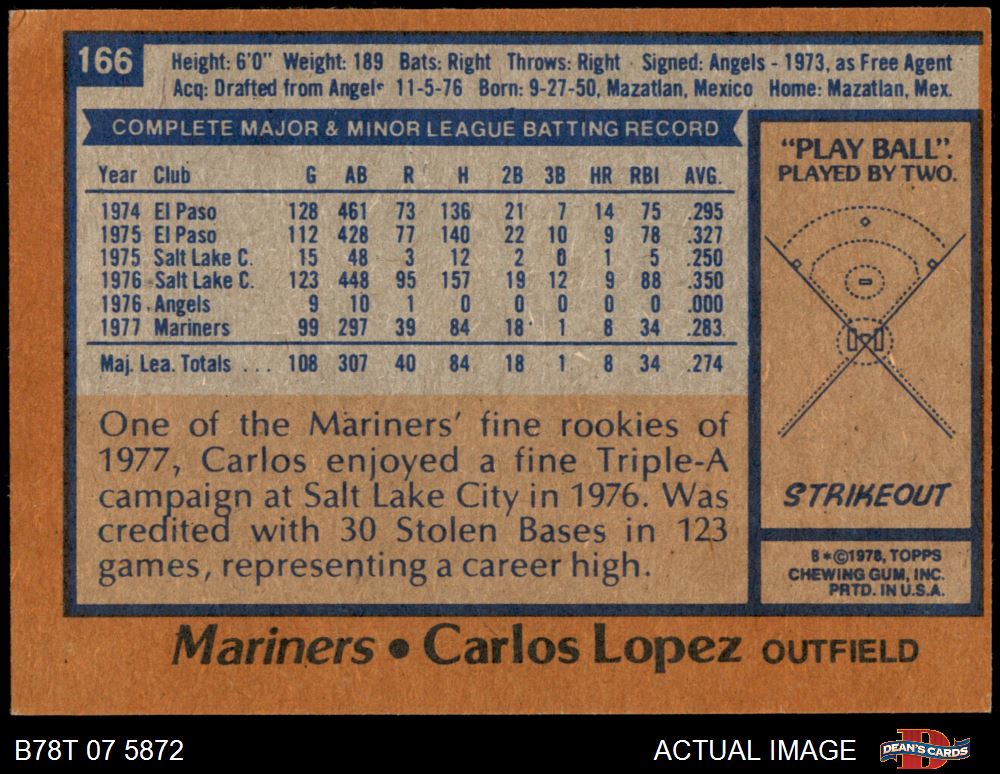 166
Height: 6'0" Weight: 189 Bats: Right Throws: Right · Signed: Angels - 1973, as Free Agent
Acq: Drafted from Angels 11-5-76 Born: 9-27-50, Mazatlan, Mexico Home: Mazatlan, Mex.
COMPLETE MAJOR & MINOR LEAGUE BATTING RECORD
Year Club G AB R H 2B 3B HR RBI AVG.
1974 El Paso 128 461 73 136 21 7 14 75 .295
1975 El Paso 112 428 77 140 22 10 9 78 .327
1975 Salt Lake C. 15 48 3 12 2 0 1 5 .250
1976 Salt Lake C. 123 448 95 157 19 12 9 88 .350
1976 Angels 9 10 1 0 0 0 0 0 .000
1977 Mariners 99 297 39 84 18 1 8 34 .283
Maj. Lea. Totals ... 108 307 40 84 18 1 8 34 .274
One of the Mariners' fine rookies of
1977, Carlos enjoyed a fine Triple-A
campaign at Salt Lake City in 1976. Was
credited with 30 Stolen Bases in 123
games, representing a career high.
"PLAY BALL".
PLAYED BY TWO.
STRIKEOUT
B*©1978, TOPPS
CHEWING GUM, INC.
PRTD. IN U.S.A.
Mariners • Carlos Lopez OUTFIELD
B78T 07 5872
ACTUAL IMAGE
DEAN'S CARDS